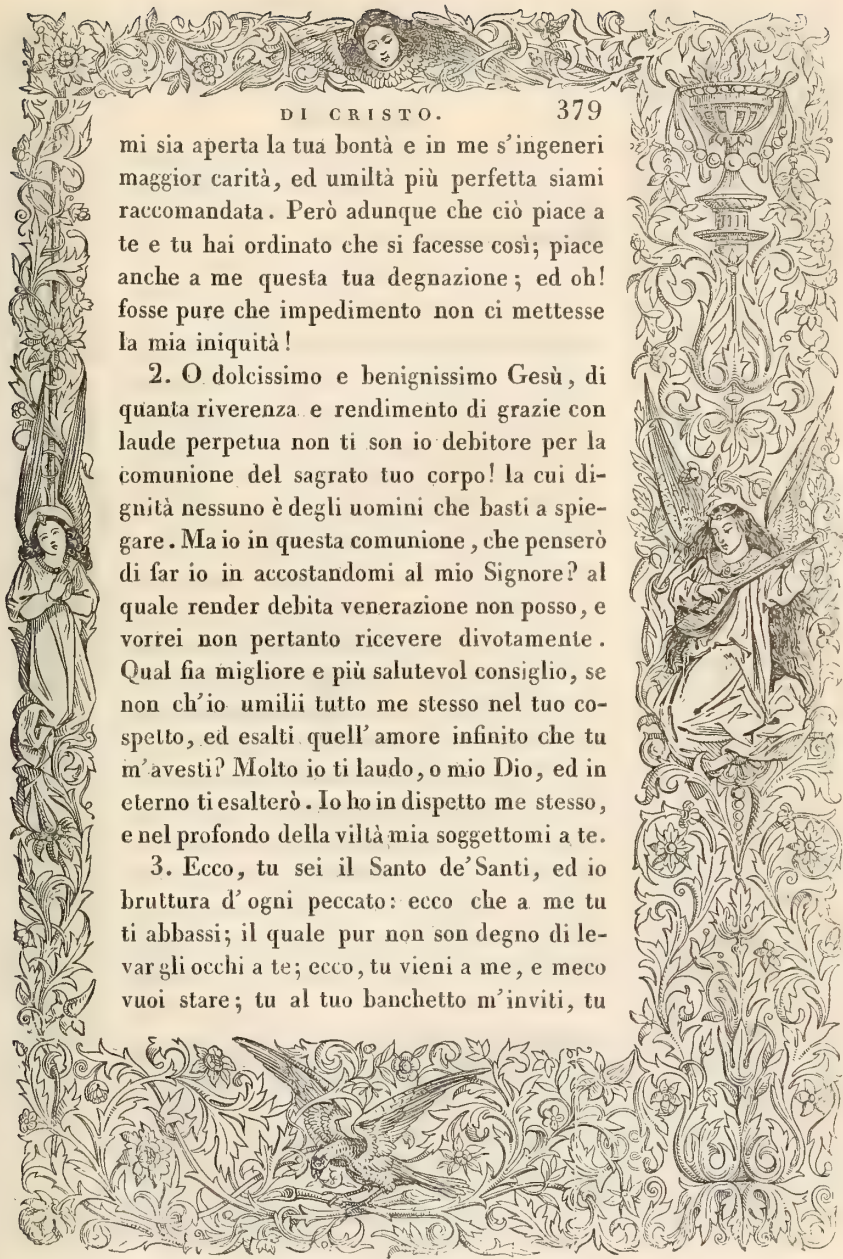 DI CRISTO. 379
mi sia aperta la tua bontà e in me s'ingeneri
maggior carità, ed umiltà più perfetta siami
raccomandata. Però adunque che ciò piace a
te e tu hai ordinato che si facesse così; piace
anche a me questa tua degnazione; ed oh!
fosse pure che impedimento non ci mettesse
la mia iniquità!
2. O dolcissimo e benignissimo Gesù, di
quanta riverenza e rendimento di grazie con
laude perpetua non ti son io debitore per la
comunione del sagrato tuo corpo! la cui di-
gnità nessuno è degli uomini che basti a spie-
gare. Ma io in questa comunione, che penserò
di far io in accostandomi al mio Signore? al
quale render debita venerazione non posso, e
vorrei non pertanto ricevere divotamente.
Qual fia migliore e più salutevol consiglio, se
non ch'io umilii tutto me stesso nel tuo co-
spetto, ed esalti quell'amore infinito che tu
m'avesti? Molto io ti laudo, o mio Dio, ed in
eterno ti esalterò. Io ho in dispetto me stesso,
e nel profondo della viltà mia soggettomi a te.
3. Ecco, tu sei il Santo de'Santi, ed io
bruttura d'ogni peccato: ecco che a me tu
ti abbassi; il quale pur non son degno di le-
var gli occhi a te; ecco, tu vieni a me, e meco
vuoi stare; tu al tuo banchetto m'inviti, tu